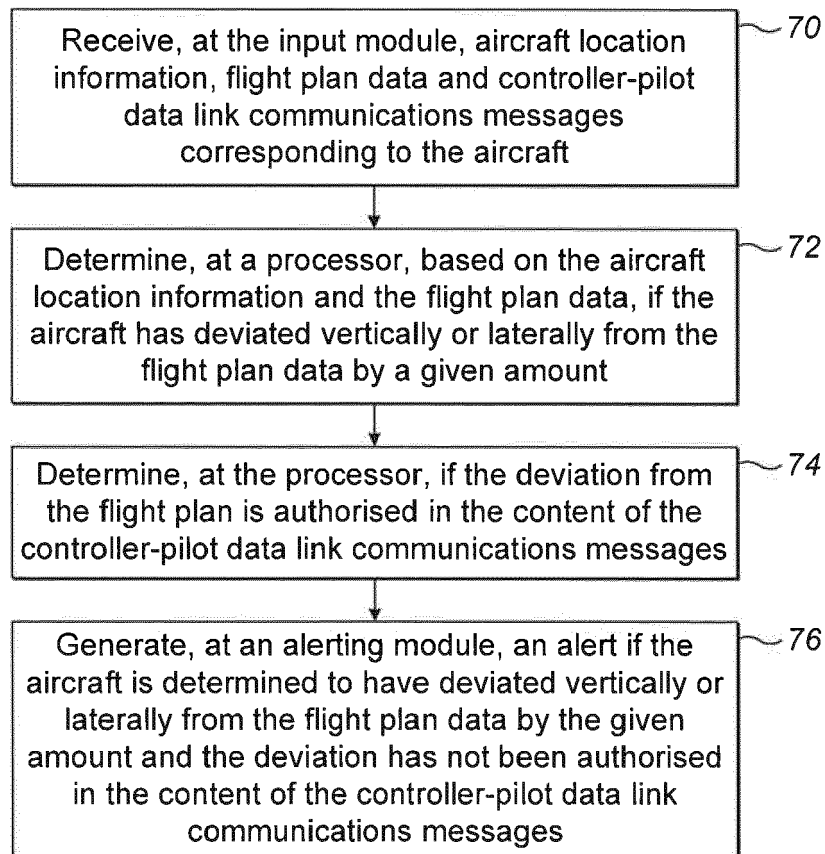 Receive, at the input module, aircraft location
information, flight plan data and controller-pilot
data link communications messages
corresponding to the aircraft
70
Determine, at a processor, based on the aircraft
location information and the flight plan data, if the
aircraft has deviated vertically or laterally from the
flight plan data by a given amount
72
Determine, at the processor, if the deviation from
the flight plan is authorised in the content of the
controller-pilot data link communications messages
74
Generate, at an alerting module, an alert if the
aircraft is determined to have deviated vertically or
laterally from the flight plan data by the given
amount and the deviation has not been authorised
in the content of the controller-pilot data link
communications messages
76